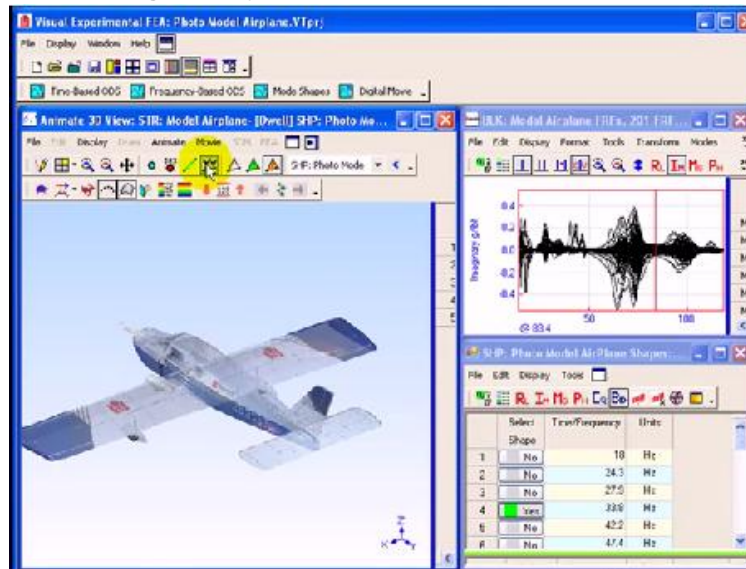 Visual Experimental FEA: Photo Model Airplane.VTprj
File Display Window Help
Time-Based ODS Frequency-Based ODS Mode Shapes Digital Move
Animate 3D View: STR: Model Airplane- [Dwell] SHP: Photo Mo...
File Edit Display Draw Animate Movie FEA
SHP: Photo Mode
BLK: Model Airplane FRFs, 201 FRF...
File Edit Display Format Tools Transform Modes
0.4
0.2
0.0
-0.2
-0.4
Imaginary g/lbf
50
100
@ 83.4
SHP: Photo Model AirPlane Shapes...
File Edit Display Tools
Select Shape
Time/Frequency
Units
1 No 18 Hz
2 No 24.3 Hz
3 No 27.9 Hz
4 Yes 33.8 Hz
5 No 42.2 Hz
6 No 47.4 Hz
Z
X
Y